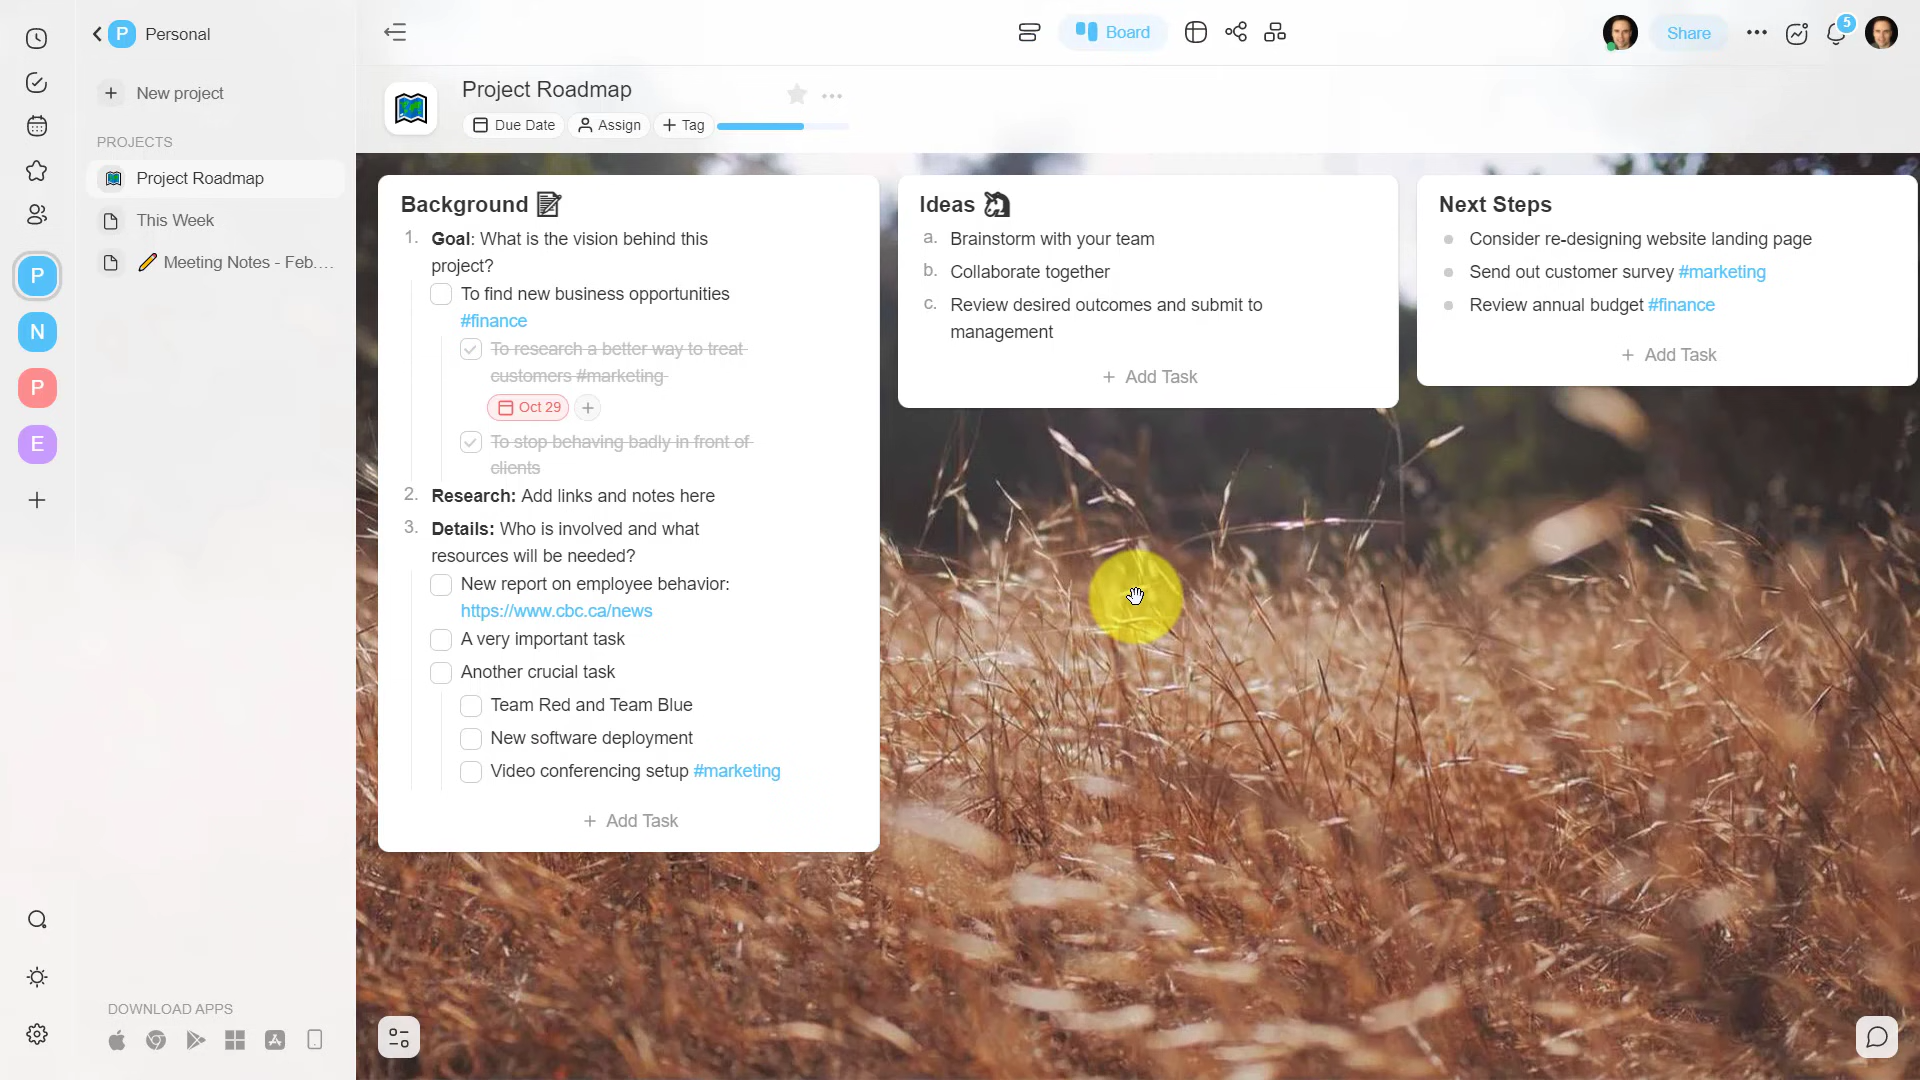 P Personal
New project
PROJECTS
Project Roadmap
This Week
Meeting Notes - Feb....
P
N
P
E
DOWNLOAD APPS
Board
Share
5
Project Roadmap
Due Date
Assign
+ Tag
Background
1. Goal: What is the vision behind this
project?
To find new business opportunities
#finance
To research a better way to treat
customers #marketing
Oct 29
To stop behaving badly in front of
clients
2. Research: Add links and notes here
3. Details: Who is involved and what
resources will be needed?
New report on employee behavior:
https://www.cbc.ca/news
A very important task
Another crucial task
Team Red and Team Blue
New software deployment
Video conferencing setup #marketing
+ Add Task
Ideas
a. Brainstorm with your team
b. Collaborate together
c. Review desired outcomes and submit to
management
+ Add Task
Next Steps
Consider re-designing website landing page
Send out customer survey #marketing
Review annual budget #finance
+ Add Task